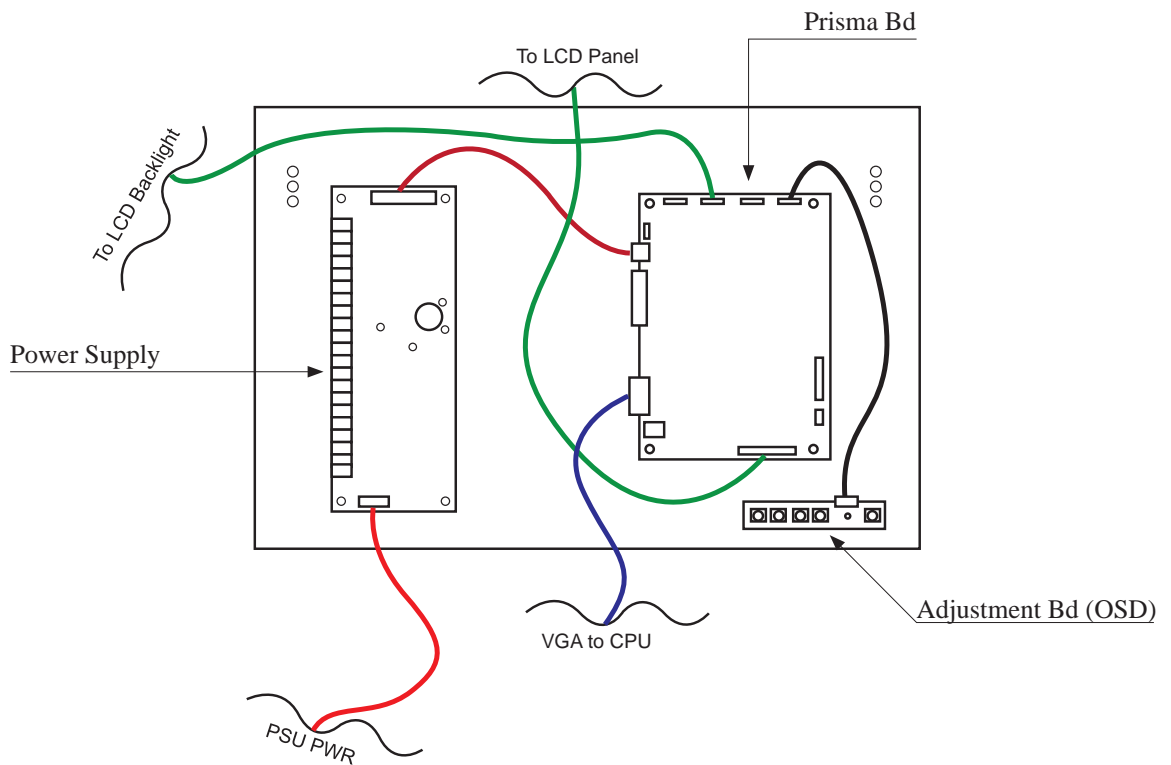 Prisma Bd
To LCD Panel
To LCD Backlight
Power Supply
Adjustment Bd (OSD)
VGA to CPU
PSU PWR